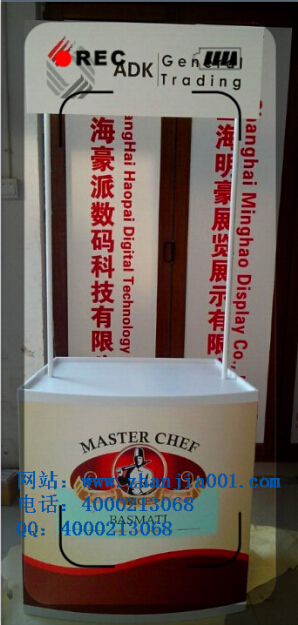 REC
ADK
General
Trading
ShangHai Haopai Digital Technology
海豪派数码科技有限
海明豪展览展示有限
Shanghai Minghao Display Co.,
MASTER CHEF
BASMATI
网站：www.zhanjia001.com
电话：4000213068
QQ：4000213068